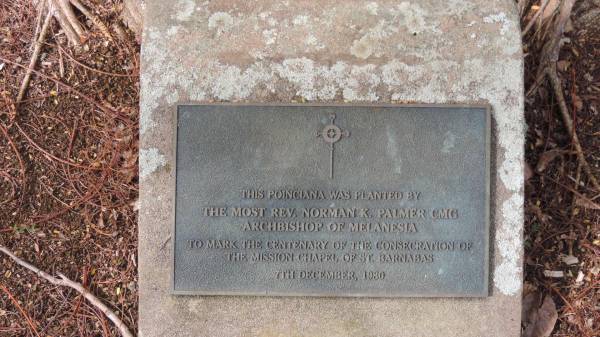 THIS POINCIANA WAS PLANTED BY
THE MOST REV. NORMAN K. PALMER CMG
ARCHBISHOP OF MELANESIA
TO MARK THE CENTENARY OF THE CONSECRATION OF
THE MISSION CHAPEL OF ST. BARNABAS
7TH DECEMBER, 1980